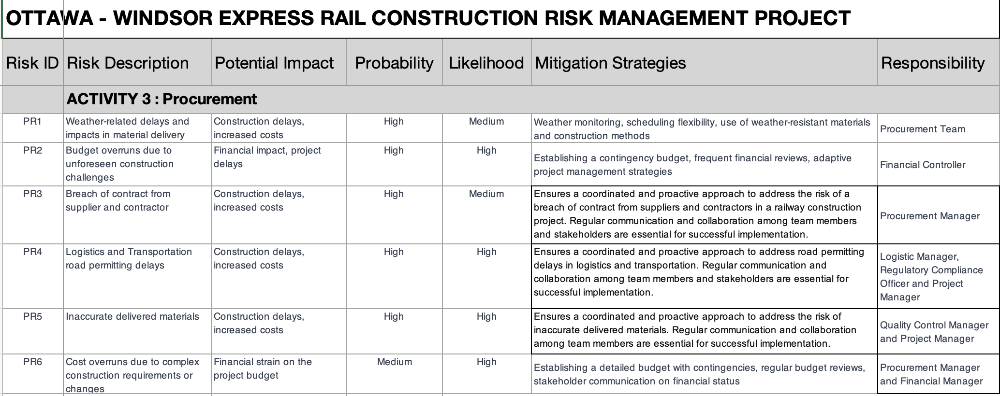 OTTAWA - WINDSOR EXPRESS RAIL CONSTRUCTION RISK MANAGEMENT PROJECT
Risk ID
Risk Description
Potential Impact
Probability
Likelihood
Mitigation Strategies
Responsibility
ACTIVITY 3 : Procurement
PR1
Weather-related delays and
impacts in material delivery
Construction delays,
increased costs
High
Medium
Weather monitoring, scheduling flexibility, use of weather-resistant materials
and construction methods
Procurement Team
PR2
Budget overruns due to
unforeseen construction
challenges
Financial impact, project
delays
High
High
Establishing a contingency budget, frequent financial reviews, adaptive
project management strategies
Financial Controller
PR3
Breach of contract from
supplier and contractor
Construction delays,
increased costs
High
Medium
Ensures a coordinated and proactive approach to address the risk of a
breach of contract from suppliers and contractors in a railway construction
project. Regular communication and collaboration among team members
and stakeholders are essential for successful implementation.
Procurement Manager
PR4
Logistics and Transportation
road permitting delays
Construction delays,
increased costs
High
High
Ensures a coordinated and proactive approach to address road permitting
delays in logistics and transportation. Regular communication and
collaboration among team members and stakeholders are essential for
successful implementation.
Logistic Manager,
Regulatory Compliance
Officer and Project
Manager
PR5
Inaccurate delivered materials
Construction delays,
increased costs
High
High
Ensures a coordinated and proactive approach to address the risk of
inaccurate delivered materials. Regular communication and collaboration
among team members are essential for successful implementation.
Quality Control Manager
and Project Manager
PR6
Cost overruns due to complex
construction requirements or
changes
Financial strain on the
project budget
Medium
High
Establishing a detailed budget with contingencies, regular budget reviews,
stakeholder communication on financial status
Procurement Manager
and Financial Manager